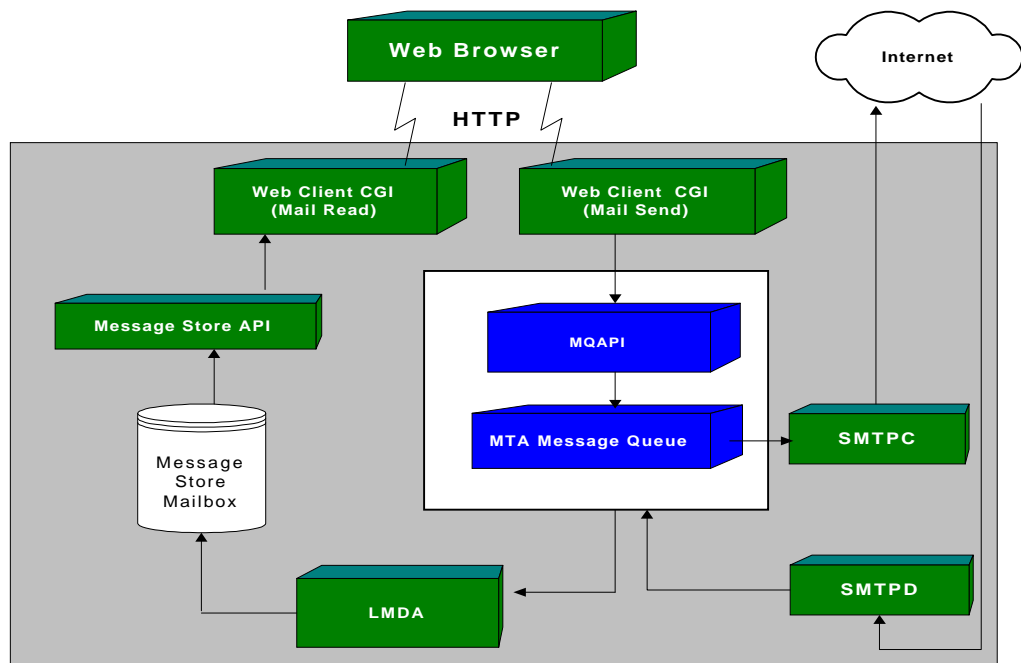 Web Browser
Internet
HTTP
Web Client CGI
(Mail Read)
Web Client CGI
(Mail Send)
Message Store API
MQAPI
MTA Message Queue
SMTPC
Message
Store
Mailbox
SMTPD
LMDA